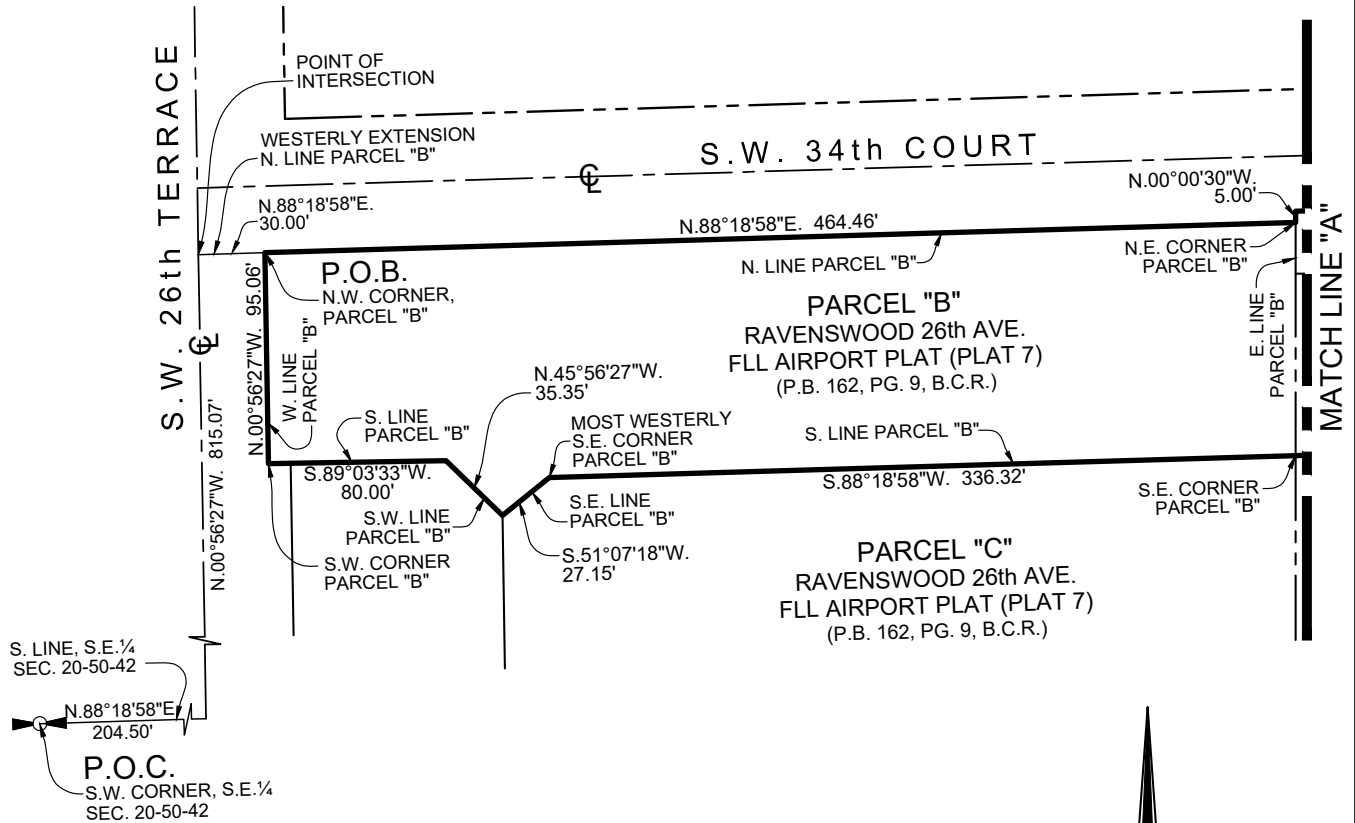 POINT OF
INTERSECTION
S.W. 26th TERRACE
WESTERLY EXTENSION
N. LINE PARCEL "B"
S.W. 34th COURT
℄
N.00°00'30"W.
5.00'
N.88°18'58"E.
30.00'
N.88°18'58"E. 464.46'
N. LINE PARCEL "B"
N.E. CORNER
PARCEL "B"
P.O.B.
N.W. CORNER,
PARCEL "B"
PARCEL "B"
RAVENSWOOD 26th AVE.
FLL AIRPORT PLAT (PLAT 7)
(P.B. 162, PG. 9, B.C.R.)
E. LINE
PARCEL "B"
MATCH LINE "A"
℄
N.00°56'27"W. 95.06'
W. LINE
PARCEL "B"
N.00°56'27"W. 815.07'
N.45°56'27"W.
35.35'
S. LINE
PARCEL "B"
MOST WESTERLY
S.E. CORNER
PARCEL "B"
S. LINE PARCEL "B"
S.89°03'33"W.
80.00'
S.88°18'58"W. 336.32'
S.E. CORNER
PARCEL "B"
S.W. LINE
PARCEL "B"
S.E. LINE
PARCEL "B"
S.W. CORNER
PARCEL "B"
S.51°07'18"W.
27.15'
PARCEL "C"
RAVENSWOOD 26th AVE.
FLL AIRPORT PLAT (PLAT 7)
(P.B. 162, PG. 9, B.C.R.)
S. LINE, S.E.¼
SEC. 20-50-42
N.88°18'58"E
204.50'
P.O.C.
S.W. CORNER, S.E.¼
SEC. 20-50-42